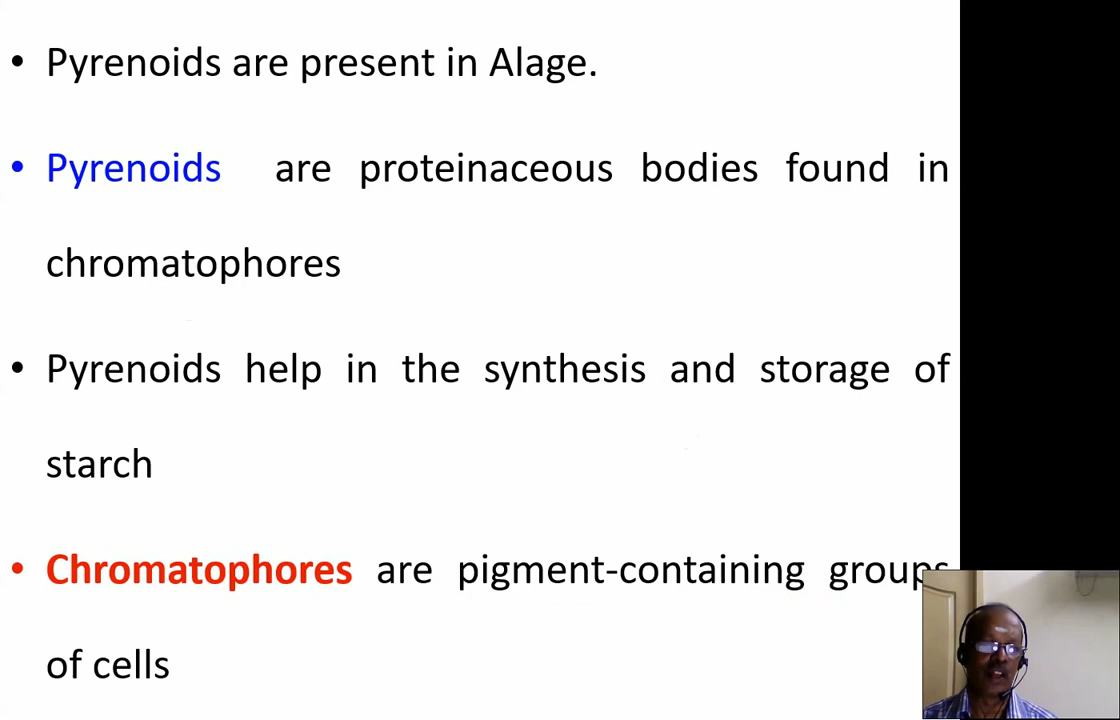 • Pyrenoids are present in Alage.
• Pyrenoids are proteinaceous bodies found in
chromatophores
• Pyrenoids help in the synthesis and storage of
starch
• Chromatophores are pigment-containing groups
of cells